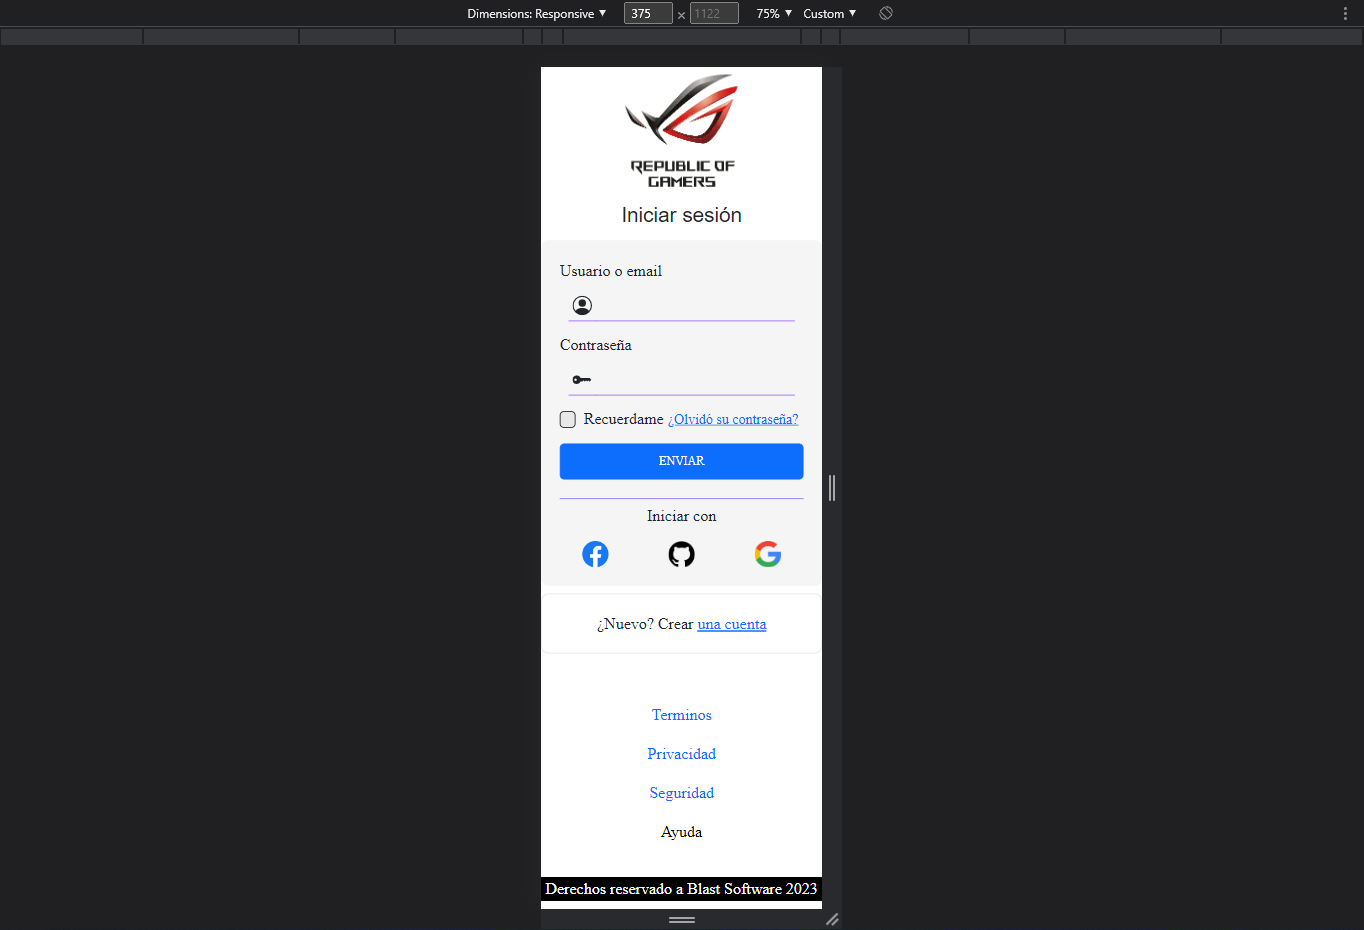 Dimensions: Responsive ▼ 375 × 1122 75% ▼ Custom ▼
REPUBLIC OF
GAMERS
Iniciar sesión
Usuario o email
Contraseña
Recuerdame ¿Olvidó su contraseña?
ENVIAR
Iniciar con
¿Nuevo? Crear una cuenta
Terminos
Privacidad
Seguridad
Ayuda
Derechos reservado a Blast Software 2023